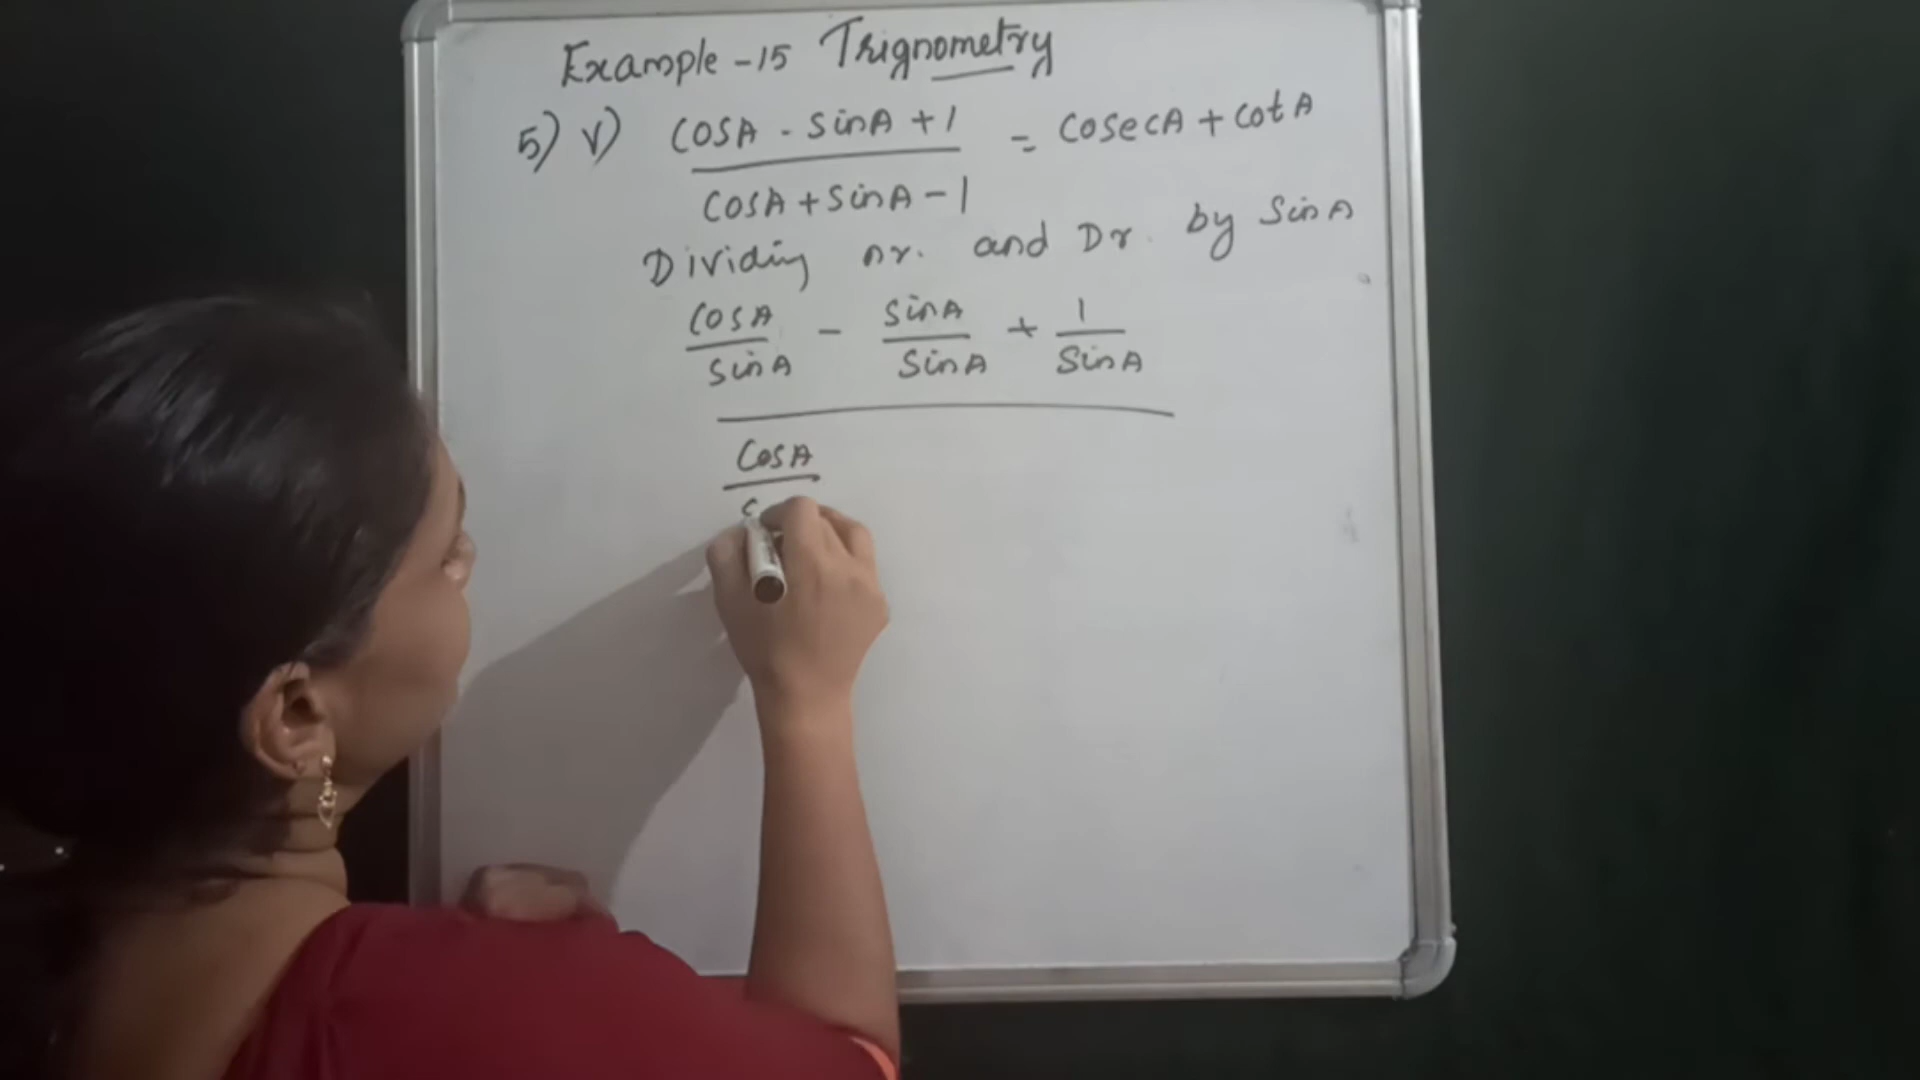 Example -15 Trignometry
5) v) COSA - sinA + 1 = COSecA + cotA
COSA + SinA - 1
Dividing nr. and Dr. by SinA
COSA - sinA + 1
SinA SinA SinA
CosA